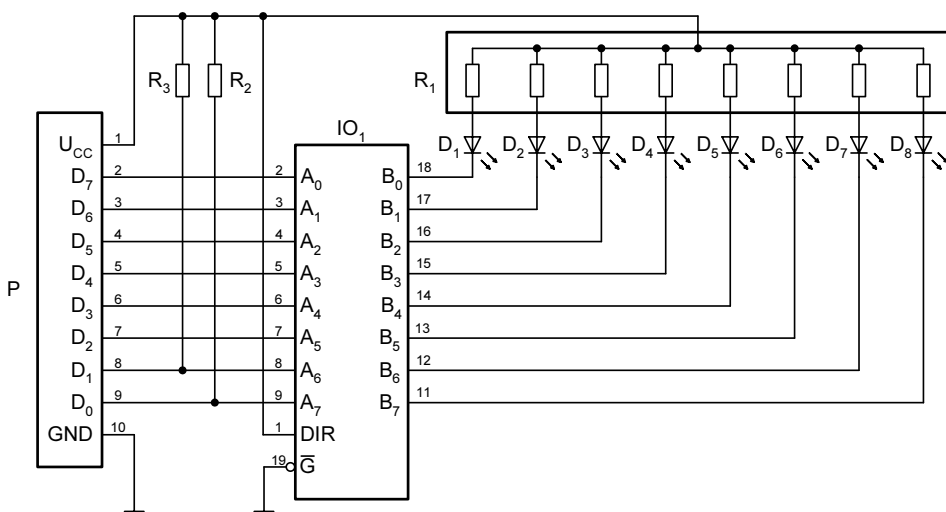 R1
R3
R2
IO1
D1 D2 D3 D4 D5 D6 D7 D8
P
UCC 1
D7 2 2 A0 B0 18
D6 3 3 A1 B1 17
D5 4 4 A2 B2 16
D4 5 5 A3 B3 15
D3 6 6 A4 B4 14
D2 7 7 A5 B5 13
D1 8 8 A6 B6 12
D0 9 9 A7 B7 11
GND 10 1 DIR
19 G̅